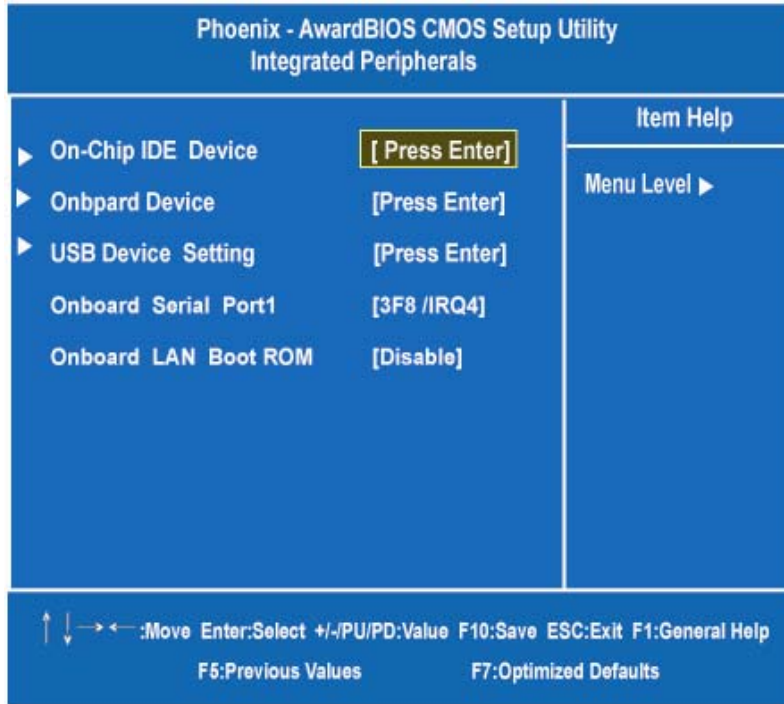 Phoenix - AwardBIOS CMOS Setup Utility
Integrated Peripherals
On-Chip IDE Device [ Press Enter]
Onbpard Device [Press Enter]
USB Device Setting [Press Enter]
Onboard Serial Port1 [3F8 /IRQ4]
Onboard LAN Boot ROM [Disable]
Item Help
Menu Level ▶
↑ ↓ → ← :Move Enter:Select +/-/PU/PD:Value F10:Save ESC:Exit F1:General Help
F5:Previous Values F7:Optimized Defaults